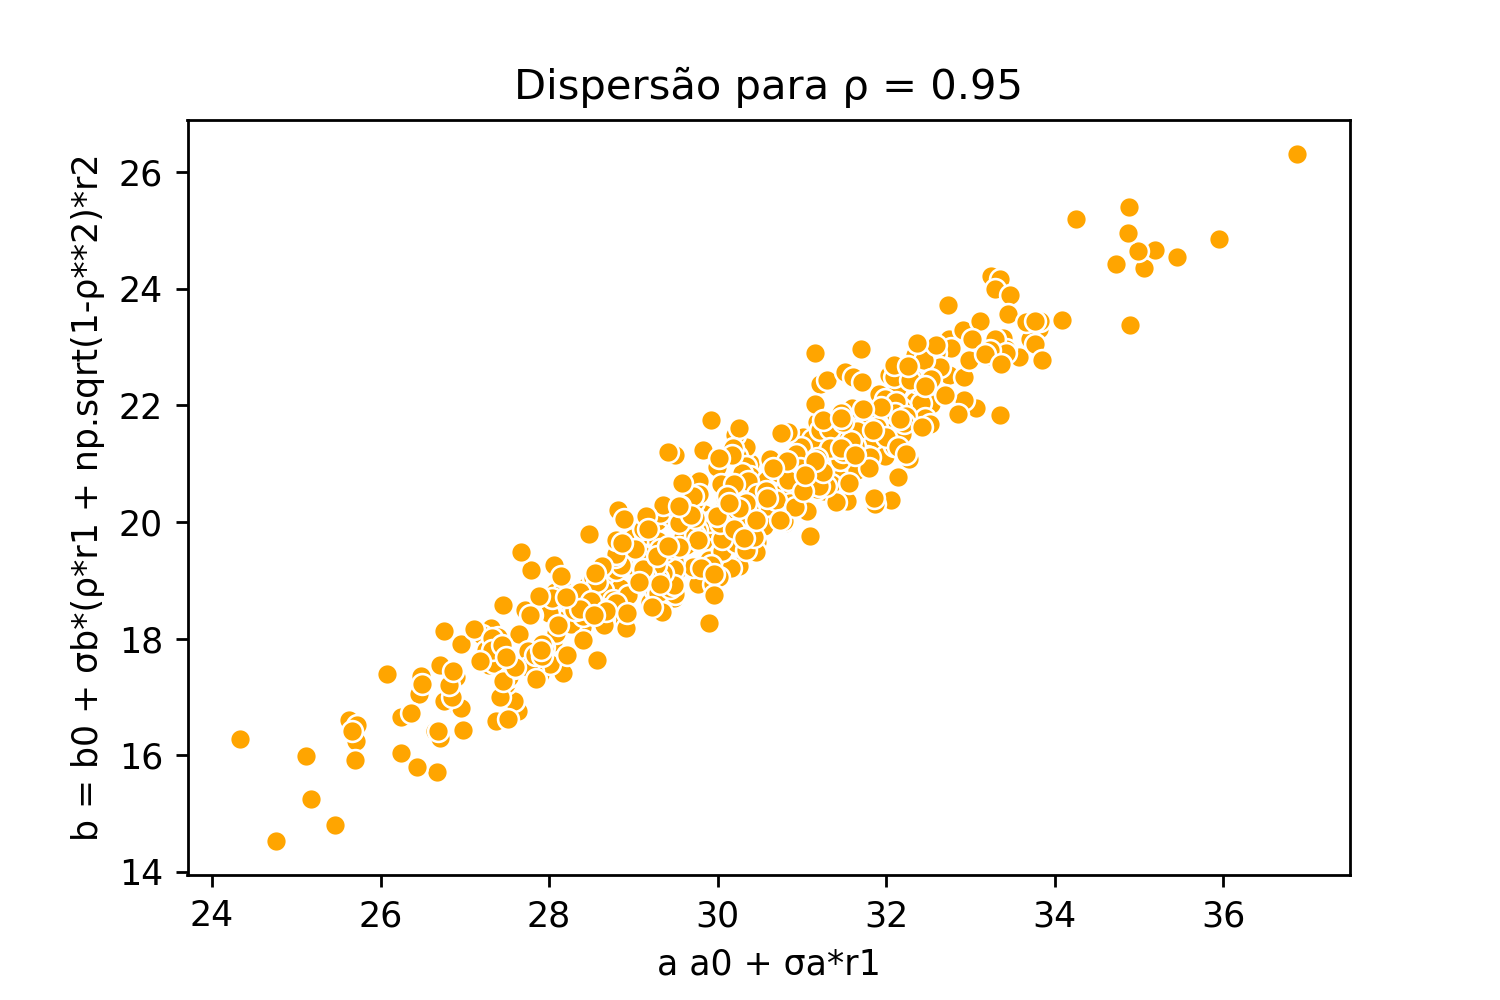 Dispersão para ρ = 0.95
b = b0 + σb*(ρ*r1 + np.sqrt(1-ρ**2)*r2
26
24
22
20
18
16
14
24 26 28 30 32 34 36
a a0 + σa*r1